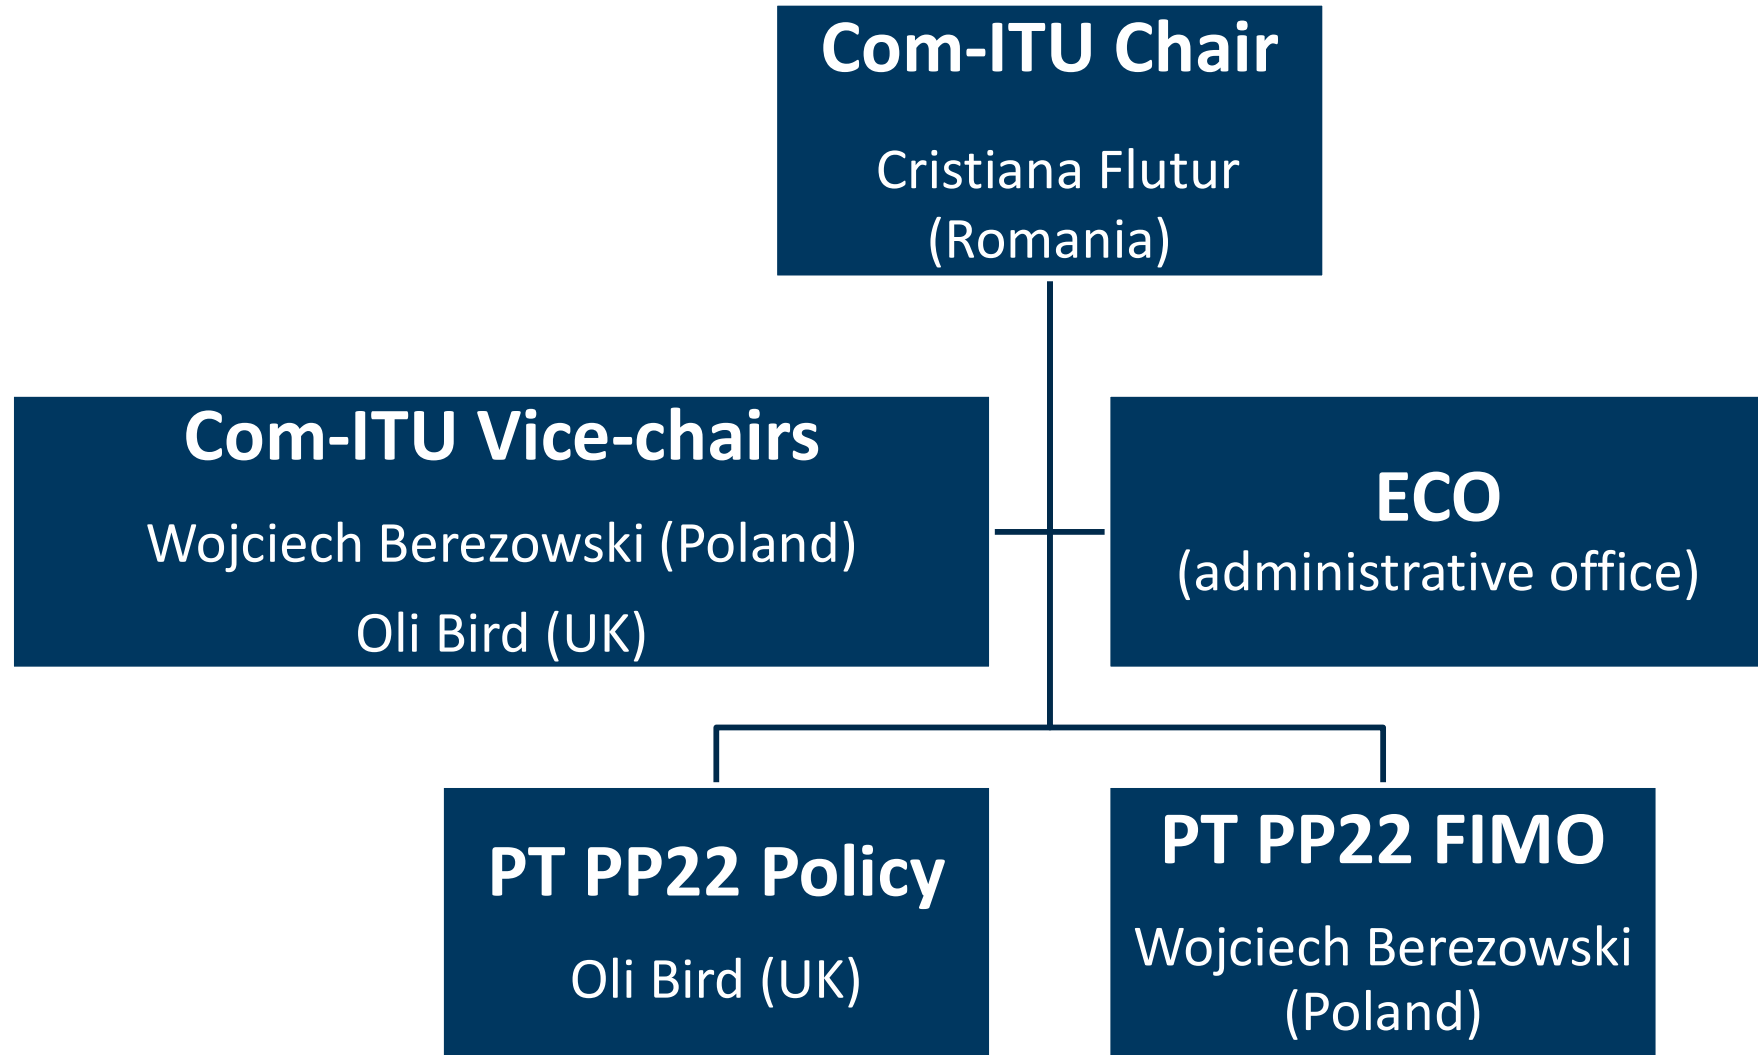 Com-ITU Chair
Cristiana Flutur
(Romania)
Com-ITU Vice-chairs
Wojciech Berezowski (Poland)
Oli Bird (UK)
ECO
(administrative office)
PT PP22 Policy
Oli Bird (UK)
PT PP22 FIMO
Wojciech Berezowski
(Poland)